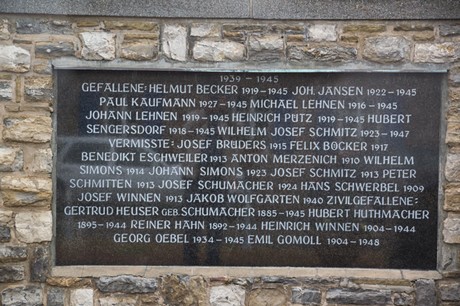 1939 - 1945
GEFALLENE: HELMUT BECKER 1919-1945 JOH. JANSEN 1922-1945
PAUL KAUFMANN 1927-1945 MICHAEL LEHNEN 1916-1945
JOHANN LEHNEN 1919-1945 HEINRICH PÜTZ 1919-1945 HUBERT
SENGERSDORF 1918-1945 WILHELM JOSEF SCHMITZ 1923-1947
VERMISSTE: JOSEF BRÜDERS 1915 FELIX BÖCKER 1917
BENEDIKT ESCHWEILER 1913 ANTON MERZENICH 1910 WILHELM
SIMONS 1914 JOHANN SIMONS 1923 JOSEF SCHMITZ 1913 PETER
SCHMITTEN 1913 JOSEF SCHUMACHER 1924 HANS SCHWERBEL 1909
JOSEF WINNEN 1913 JAKOB WOLFGARTEN 1940 ZIVILGEFALLENE:
GERTRUD HEUSER GEB. SCHUMACHER 1885-1945 HUBERT HUTHMACHER
1895-1944 REINER HAHN 1892-1944 HEINRICH WINNEN 1904-1944
GEORG OEBEL 1934-1945 EMIL GOMOLL 1904-1948